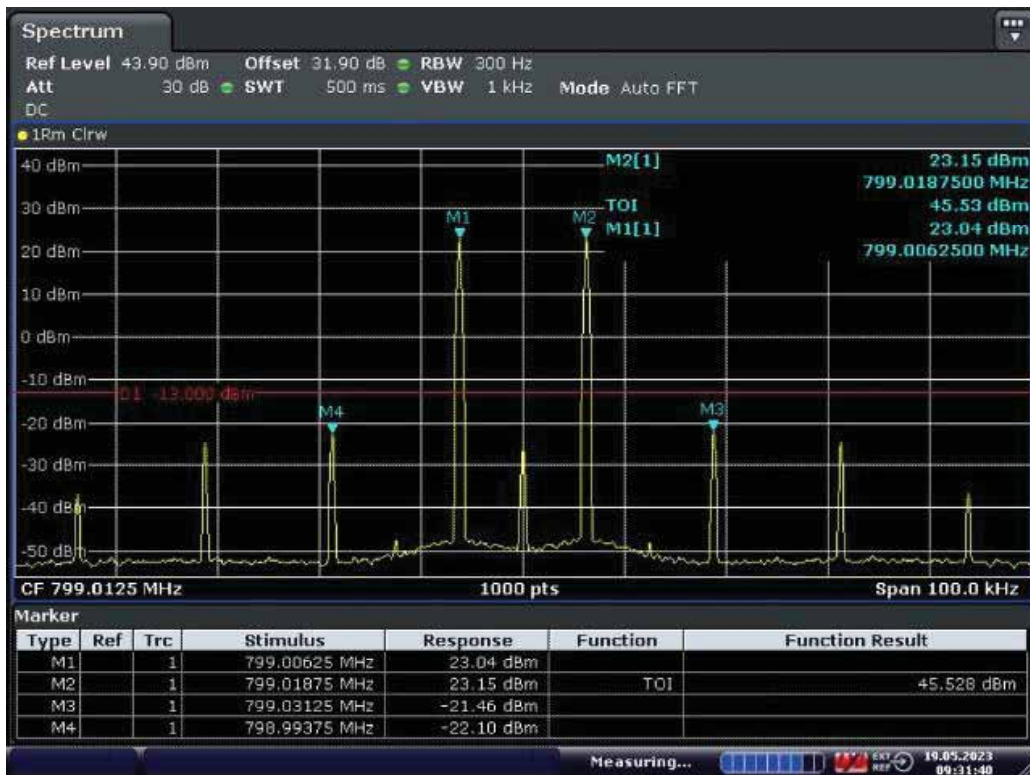 Spectrum
Ref Level 43.90 dBm Offset 31.90 dB RBW 300 Hz
Att 30 dB SWT 500 ms VBW 1 kHz Mode Auto FFT
DC
1Rm Clrw
M2[1] 23.15 dBm
799.0187500 MHz
TOI 45.53 dBm
M1[1] 23.04 dBm
799.0062500 MHz
40 dBm
30 dBm
M1 M2
20 dBm
10 dBm
0 dBm
-10 dBm
D1 -13.000 dBm
M4 M3
-20 dBm
-30 dBm
-40 dBm
-50 dBm
CF 799.0125 MHz 1000 pts Span 100.0 kHz
Marker
Type Ref Trc Stimulus Response Function Function Result
M1 1 799.00625 MHz 23.04 dBm
M2 1 799.01875 MHz 23.15 dBm TOI 45.528 dBm
M3 1 799.03125 MHz -21.46 dBm
M4 1 798.99375 MHz -22.10 dBm
Measuring... EXT REF 19.05.2023
09:31:40